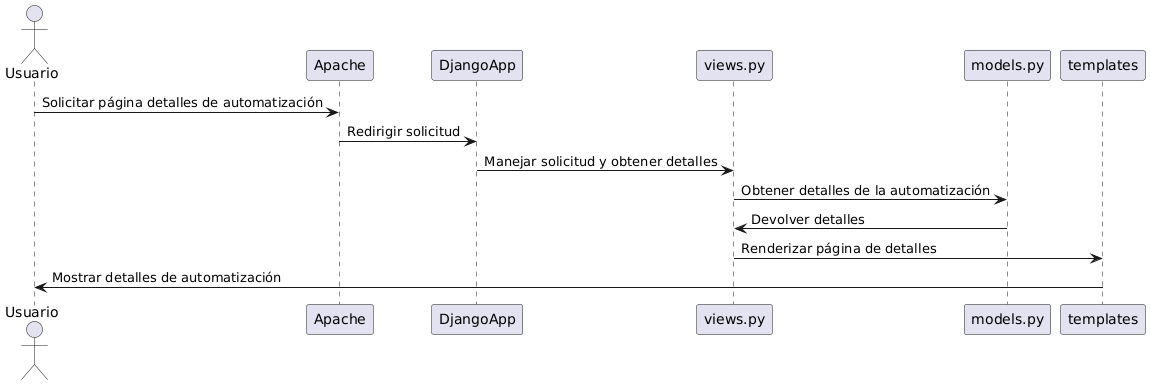 Usuario
Apache
DjangoApp
views.py
models.py
templates
Solicitar página detalles de automatización
Redirigir solicitud
Manejar solicitud y obtener detalles
Obtener detalles de la automatización
Devolver detalles
Renderizar página de detalles
Mostrar detalles de automatización
Usuario
Apache
DjangoApp
views.py
models.py
templates